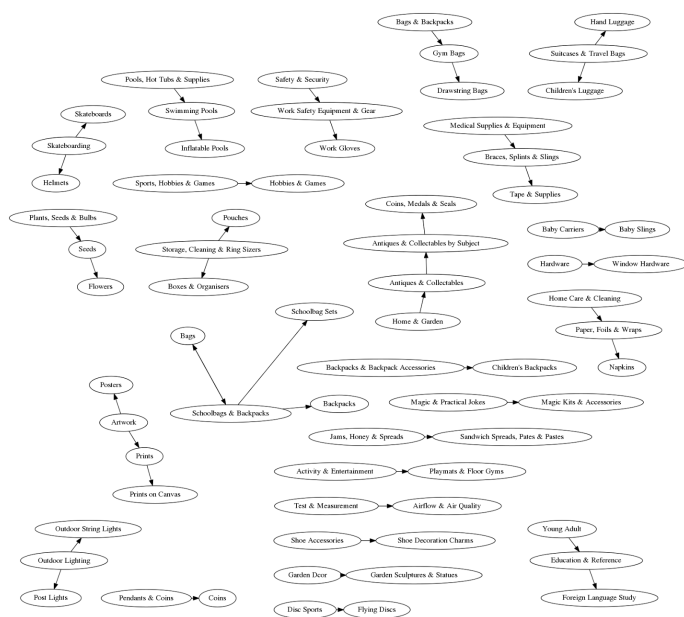 Bags & Backpacks
Hand Luggage
Gym Bags
Suitcases & Travel Bags
Drawstring Bags
Children's Luggage
Pools, Hot Tubs & Supplies
Safety & Security
Skateboards
Swimming Pools
Work Safety Equipment & Gear
Medical Supplies & Equipment
Skateboarding
Inflatable Pools
Work Gloves
Braces, Splints & Slings
Helmets
Sports, Hobbies & Games
Hobbies & Games
Tape & Supplies
Coins, Medals & Seals
Plants, Seeds & Bulbs
Pouches
Baby Carriers
Baby Slings
Seeds
Storage, Cleaning & Ring Sizers
Antiques & Collectables by Subject
Hardware
Window Hardware
Flowers
Boxes & Organisers
Antiques & Collectables
Home Care & Cleaning
Schoolbag Sets
Home & Garden
Paper, Foils & Wraps
Bags
Backpacks & Backpack Accessories
Children's Backpacks
Napkins
Posters
Schoolbags & Backpacks
Backpacks
Magic & Practical Jokes
Magic Kits & Accessories
Artwork
Jams, Honey & Spreads
Sandwich Spreads, Pates & Pastes
Prints
Activity & Entertainment
Playmats & Floor Gyms
Prints on Canvas
Test & Measurement
Airflow & Air Quality
Outdoor String Lights
Young Adult
Shoe Accessories
Shoe Decoration Charms
Outdoor Lighting
Education & Reference
Garden Dcor
Garden Sculptures & Statues
Post Lights
Pendants & Coins
Coins
Foreign Language Study
Disc Sports
Flying Discs